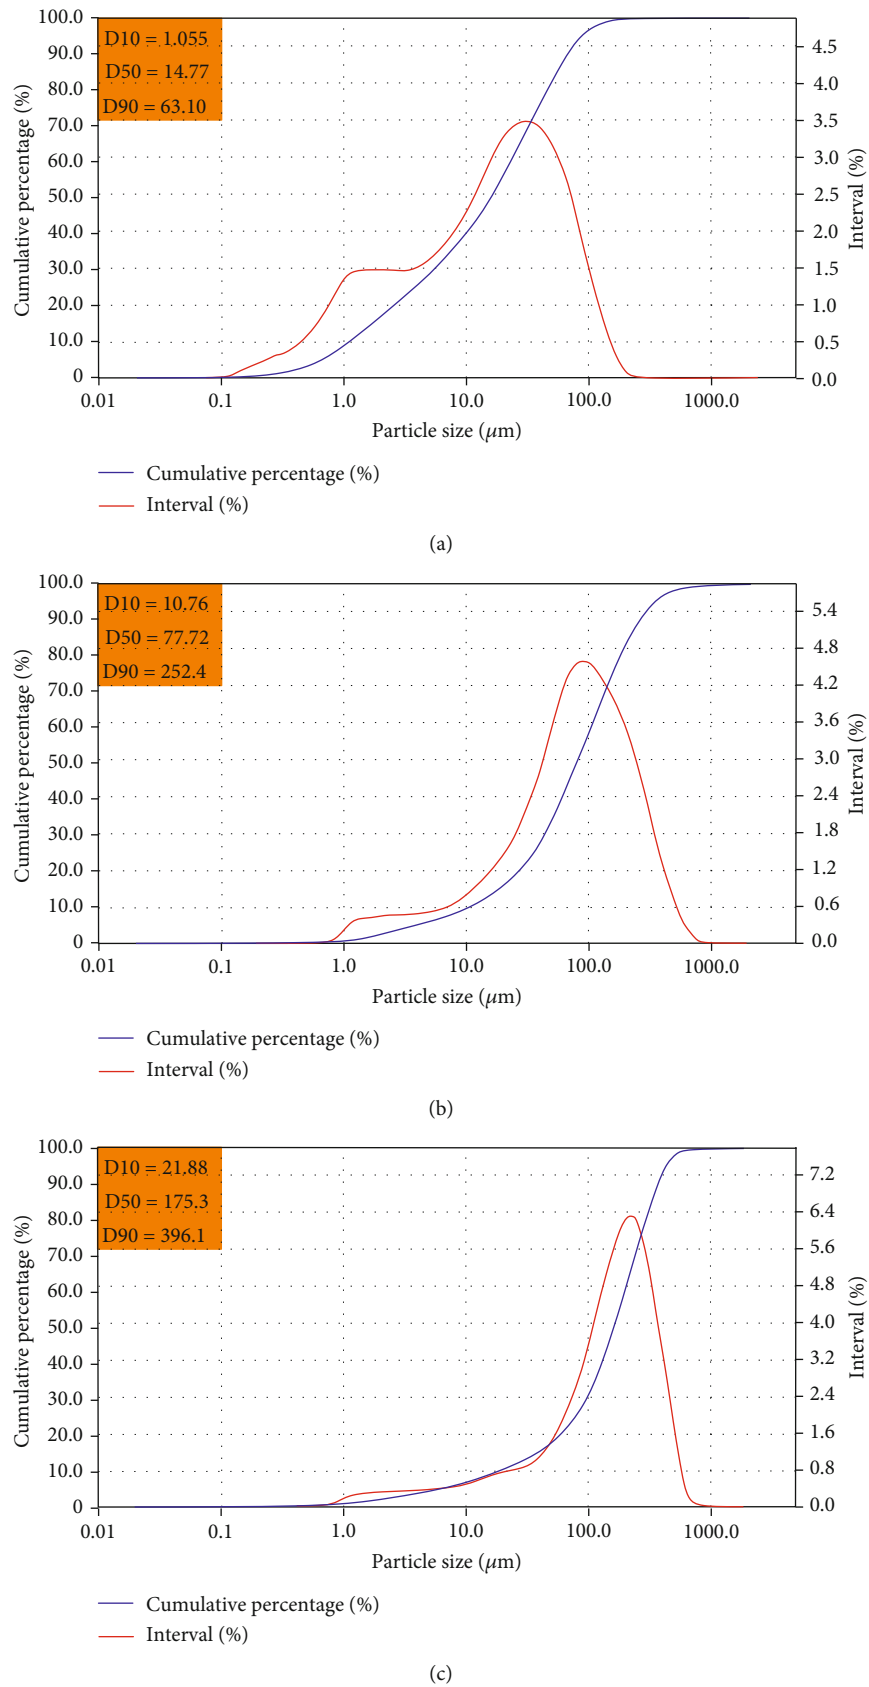 100.0
90.0
80.0
70.0
60.0
50.0
40.0
30.0
20.0
10.0
0
Cumulative percentage (%)
D10 = 1.055
D50 = 14.77
D90 = 63.10
4.5
4.0
3.5
3.0
2.5
2.0
1.5
1.0
0.5
0.0
Interval (%)
0.01 0.1 1.0 10.0 100.0 1000.0
Particle size (μm)
Cumulative percentage (%)
Interval (%)
(a)
100.0
90.0
80.0
70.0
60.0
50.0
40.0
30.0
20.0
10.0
0
Cumulative percentage (%)
D10 = 10.76
D50 = 77.72
D90 = 252.4
5.4
4.8
4.2
3.6
3.0
2.4
1.8
1.2
0.6
0.0
Interval (%)
0.01 0.1 1.0 10.0 100.0 1000.0
Particle size (μm)
Cumulative percentage (%)
Interval (%)
(b)
100.0
90.0
80.0
70.0
60.0
50.0
40.0
30.0
20.0
10.0
0
Cumulative percentage (%)
D10 = 21.88
D50 = 175.3
D90 = 396.1
7.2
6.4
5.6
4.8
4.0
3.2
2.4
1.6
0.8
0.0
Interval (%)
0.01 0.1 1.0 10.0 100.0 1000.0
Particle size (μm)
Cumulative percentage (%)
Interval (%)
(c)